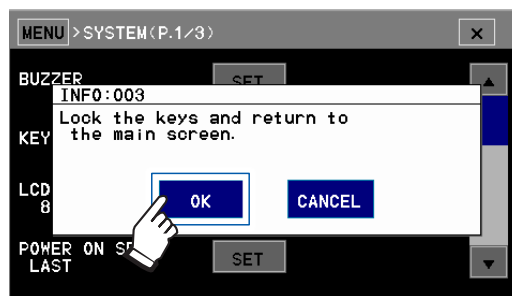 MENU >SYSTEM(P.1/3) ×
BUZZER SET
INFO:003
Lock the keys and return to
the main screen.
KEY
LCD
8
OK CANCEL
POWER ON S SET
LAST